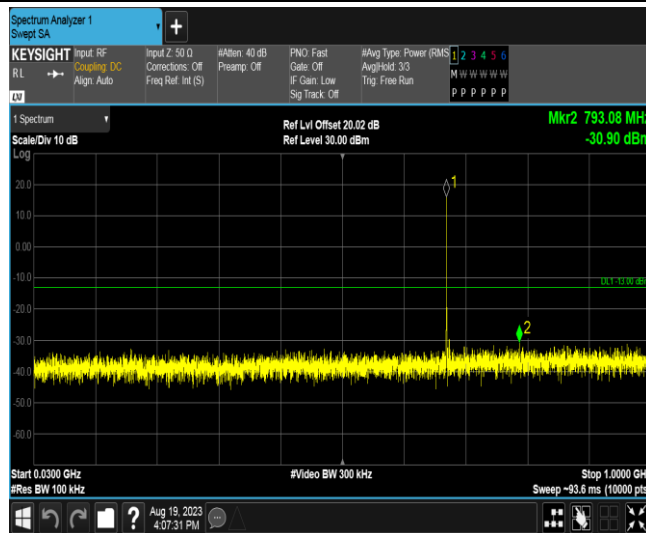 Spectrum Analyzer 1
Swept SA
+
KEYSIGHT
RL
LXI
Input: RF
Coupling: DC
Align: Auto
Input Z: 50 Ω
Corrections: Off
Freq Ref: Int (S)
#Atten: 40 dB
Preamp: Off
PNO: Fast
Gate: Off
IF Gain: Low
Sig Track: Off
#Avg Type: Power (RMS
Avg|Hold: 3/3
Trig: Free Run
1 2 3 4 5 6
M W W W W W
P P P P P P
1 Spectrum
Scale/Div 10 dB
Log
Ref Lvl Offset 20.02 dB
Ref Level 30.00 dBm
Mkr2 793.08 MHz
-30.90 dBm
20.0
10.0
0.00
-10.0
-20.0
-30.0
-40.0
-50.0
-60.0
1
DL1 -13.00 dBm
2
Start 0.0300 GHz
#Res BW 100 kHz
#Video BW 300 kHz
Stop 1.0000 GH
Sweep ~93.6 ms (10000 pts
?
Aug 19, 2023
4:07:31 PM